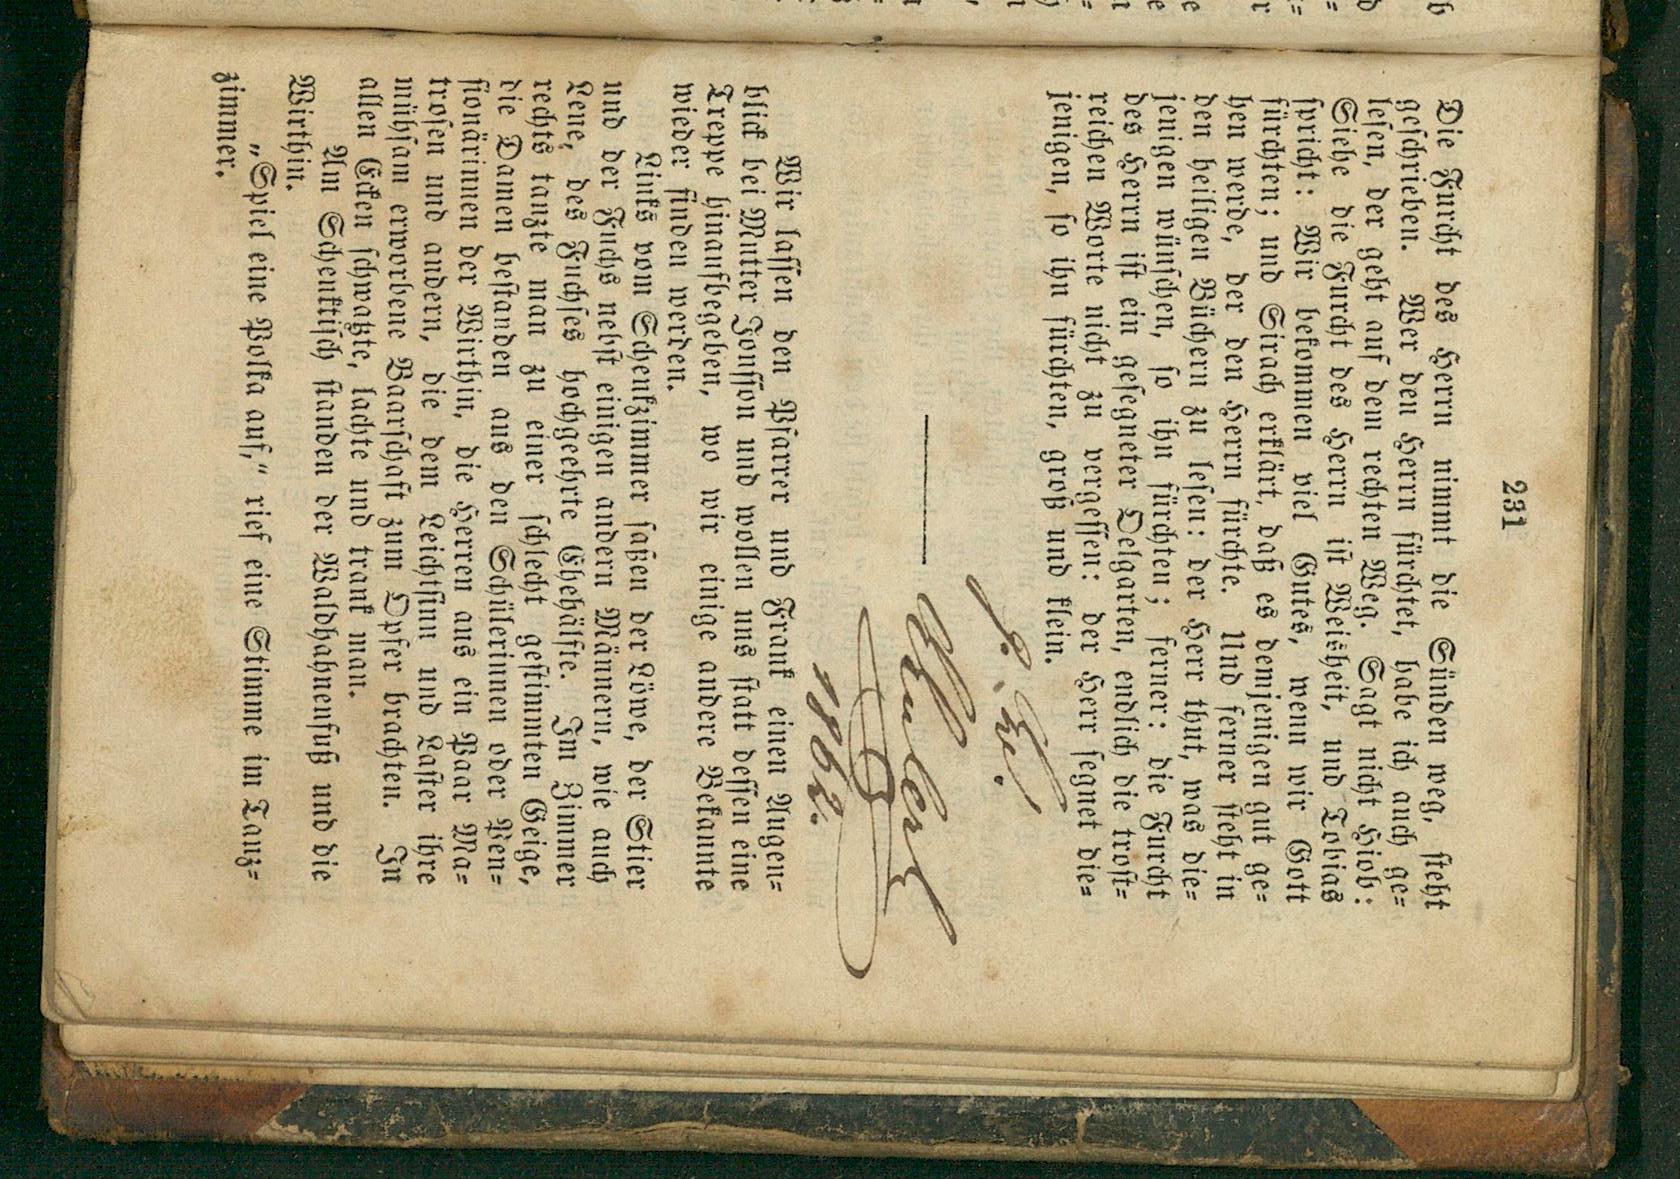 231
Die Furcht des Herrn nimmt die Sünden weg, steht
geschrieben. Wer den Herrn fürchtet, habe ich auch ge-
lesen, der geht auf dem rechten Weg. Sagt nicht Hiob:
Siehe die Furcht des Herrn ist Weisheit, und Tobias
spricht: Wir bekommen viel Gutes, wenn wir Gott
fürchten; und Sirach erklärt, daß es demjenigen gut ge-
hen werde, der den Herrn fürchte. Und ferner steht in
den heiligen Büchern zu lesen: der Herr thut, was die-
jenigen wünschen, so ihn fürchten; ferner: die Furcht
des Herrn ist ein gesegneter Oelgarten, endlich die trost-
reichen Worte nicht zu vergessen: der Herr segnet die-
jenigen, so ihn fürchten, groß und klein.
1862.
Wir lassen den Pfarrer und Frank einen Augen-
blick bei Mutter Jonsson und wollen uns statt dessen eine
Treppe hinaufbegeben, wo wir einige andere Bekannte
wieder finden werden.
Links vom Schenkzimmer saßen der Löwe, der Stier
und der Fuchs nebst einigen andern Männern, wie auch
Lene, des Fuchses hochgeehrte Ehehälfte. Im Zimmer
rechts tanzte man zu einer schlecht gestimmten Geige,
die Damen bestanden aus den Schülerinnen oder Pen-
sionärinnen der Wirthin, die Herren aus ein Paar Ma-
trosen und andern, die dem Leichtsinn und Laster ihre
mühsam erworbene Baarschaft zum Opfer brachten. In
allen Ecken schwatzte, lachte und trank man.
Am Schenktisch standen der Waldhahnenfuß und die
Wirthin.
„Spiel eine Polka auf,“ rief eine Stimme im Tanz-
zimmer.